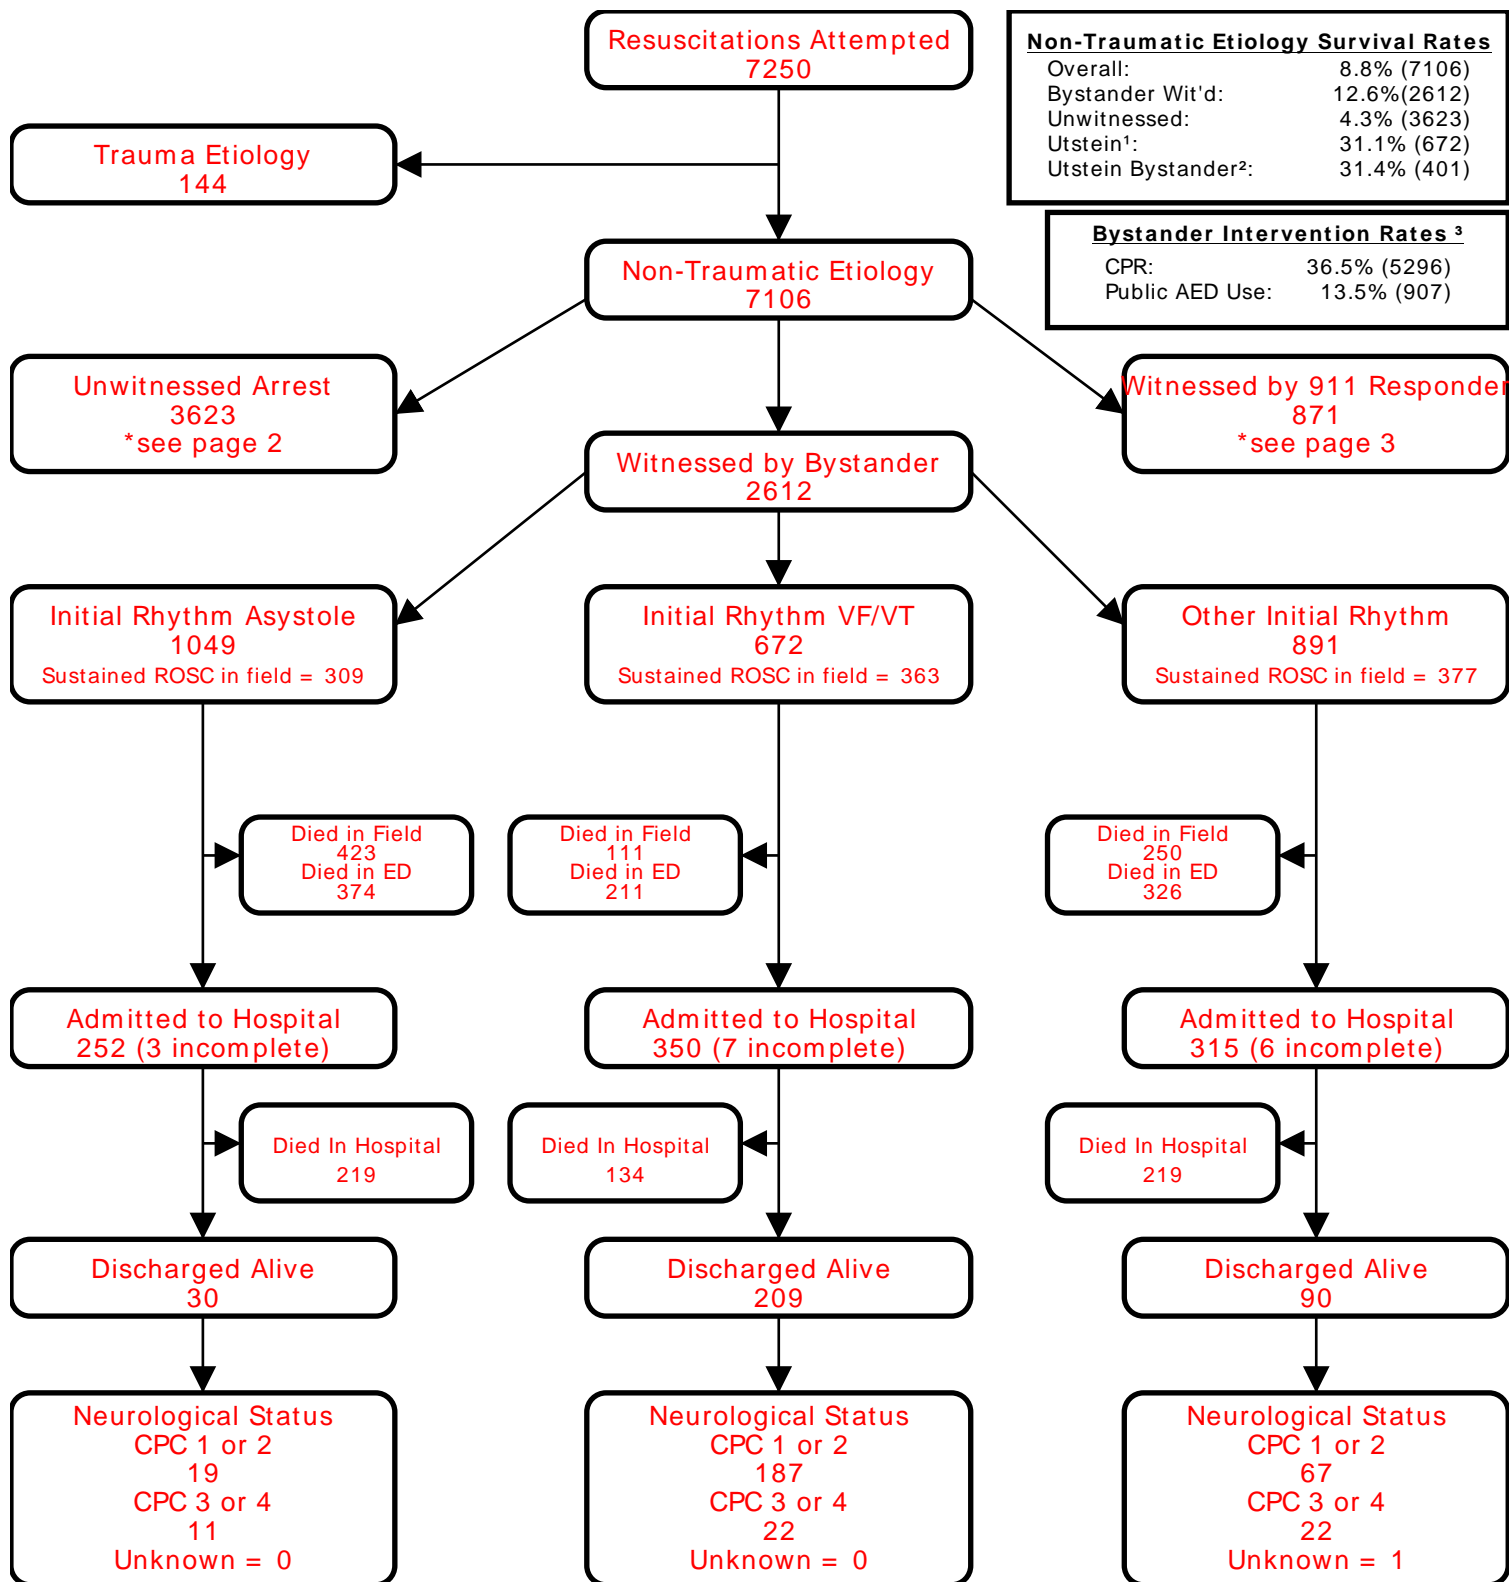 Resuscitations Attempted
7250
Non-Traumatic Etiology Survival Rates
Overall: 8.8% (7106)
Bystander Wit'd: 12.6%(2612)
Unwitnessed: 4.3% (3623)
Utstein¹: 31.1% (672)
Utstein Bystander²: 31.4% (401)
Bystander Intervention Rates ³
CPR: 36.5% (5296)
Public AED Use: 13.5% (907)
Trauma Etiology
144
Non-Traumatic Etiology
7106
Unwitnessed Arrest
3623
*see page 2
Witnessed by Bystander
2612
Witnessed by 911 Responder
871
*see page 3
Initial Rhythm Asystole
1049
Sustained ROSC in field = 309
Initial Rhythm VF/VT
672
Sustained ROSC in field = 363
Other Initial Rhythm
891
Sustained ROSC in field = 377
Died in Field
423
Died in ED
374
Died in Field
111
Died in ED
211
Died in Field
250
Died in ED
326
Admitted to Hospital
252 (3 incomplete)
Admitted to Hospital
350 (7 incomplete)
Admitted to Hospital
315 (6 incomplete)
Died In Hospital
219
Died In Hospital
134
Died In Hospital
219
Discharged Alive
30
Discharged Alive
209
Discharged Alive
90
Neurological Status
CPC 1 or 2
19
CPC 3 or 4
11
Unknown = 0
Neurological Status
CPC 1 or 2
187
CPC 3 or 4
22
Unknown = 0
Neurological Status
CPC 1 or 2
67
CPC 3 or 4
22
Unknown = 1